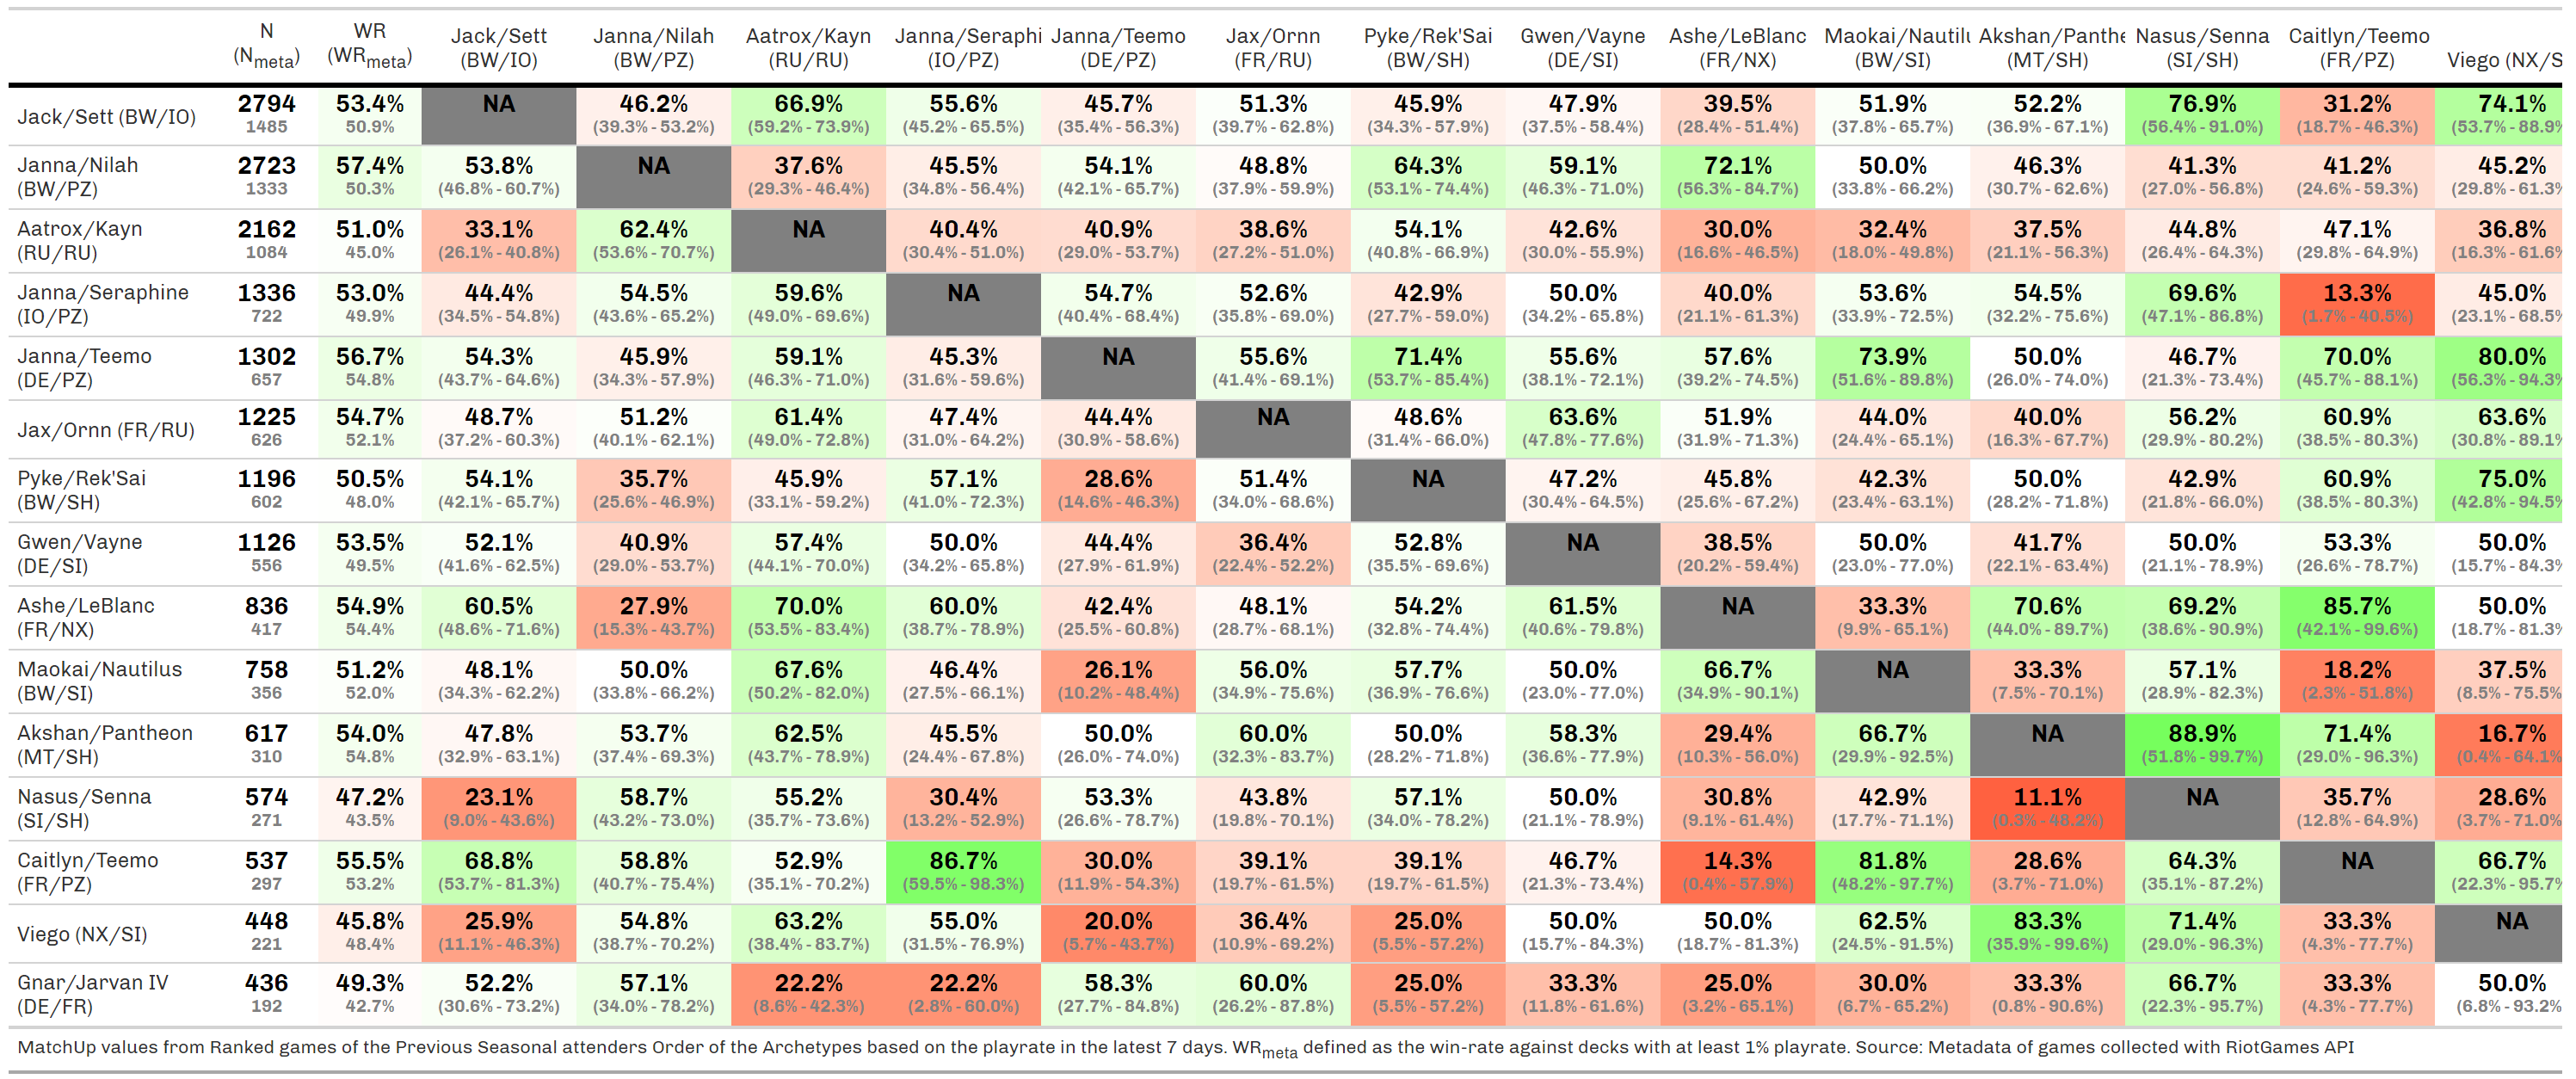 N WR Jack/Sett Janna/Nilah Aatrox/Kayn Janna/Seraphi Janna/Teemo Jax/Ornn Pyke/Rek'Sai Gwen/Vayne Ashe/LeBlanc Maokai/Nautil Akshan/Panthe Nasus/Senna Caitlyn/Teemo
(Nmeta) (WRmeta) (BW/IO) (BW/PZ) (RU/RU) (IO/PZ) (DE/PZ) (FR/RU) (BW/SH) (DE/SI) (FR/NX) (BW/SI) (MT/SH) (SI/SH) (FR/PZ) Viego (NX/S
Jack/Sett (BW/IO) 2794 53.4% NA 46.2% 66.9% 55.6% 45.7% 51.3% 45.9% 47.9% 39.5% 51.9% 52.2% 76.9% 31.2% 74.1%
1485 50.9% (39.3% - 53.2%) (59.2% - 73.9%) (45.2% - 65.5%) (35.4% - 56.3%) (39.7% - 62.8%) (34.3% - 57.9%) (37.5% - 58.4%) (28.4% - 51.4%) (37.8% - 65.7%) (36.9% - 67.1%) (56.4% - 91.0%) (18.7% - 46.3%) (53.7% - 88.9%
Janna/Nilah 2723 57.4% 53.8% NA 37.6% 45.5% 54.1% 48.8% 64.3% 59.1% 72.1% 50.0% 46.3% 41.3% 41.2% 45.2%
(BW/PZ) 1333 50.3% (46.8% - 60.7%) (29.3% - 46.4%) (34.8% - 56.4%) (42.1% - 65.7%) (37.9% - 59.9%) (53.1% - 74.4%) (46.3% - 71.0%) (56.3% - 84.7%) (33.8% - 66.2%) (30.7% - 62.6%) (27.0% - 56.8%) (24.6% - 59.3%) (29.8% - 61.3%
Aatrox/Kayn 2162 51.0% 33.1% 62.4% NA 40.4% 40.9% 38.6% 54.1% 42.6% 30.0% 32.4% 37.5% 44.8% 47.1% 36.8%
(RU/RU) 1084 45.0% (26.1% - 40.8%) (53.6% - 70.7%) (30.4% - 51.0%) (29.0% - 53.7%) (27.2% - 51.0%) (40.8% - 66.9%) (30.0% - 55.9%) (16.6% - 46.5%) (18.0% - 49.8%) (21.1% - 56.3%) (26.4% - 64.3%) (29.8% - 64.9%) (16.3% - 61.6%
Janna/Seraphine 1336 53.0% 44.4% 54.5% 59.6% NA 54.7% 52.6% 42.9% 50.0% 40.0% 53.6% 54.5% 69.6% 13.3% 45.0%
(IO/PZ) 722 49.9% (34.5% - 54.8%) (43.6% - 65.2%) (49.0% - 69.6%) (40.4% - 68.4%) (35.8% - 69.0%) (27.7% - 59.0%) (34.2% - 65.8%) (21.1% - 61.3%) (33.9% - 72.5%) (32.2% - 75.6%) (47.1% - 86.8%) (1.7% - 40.5%) (23.1% - 68.5%
Janna/Teemo 1302 56.7% 54.3% 45.9% 59.1% 45.3% NA 55.6% 71.4% 55.6% 57.6% 73.9% 50.0% 46.7% 70.0% 80.0%
(DE/PZ) 657 54.8% (43.7% - 64.6%) (34.3% - 57.9%) (46.3% - 71.0%) (31.6% - 59.6%) (41.4% - 69.1%) (53.7% - 85.4%) (38.1% - 72.1%) (39.2% - 74.5%) (51.6% - 89.8%) (26.0% - 74.0%) (21.3% - 73.4%) (45.7% - 88.1%) (56.3% - 94.3%
Jax/Ornn (FR/RU) 1225 54.7% 48.7% 51.2% 61.4% 47.4% 44.4% NA 48.6% 63.6% 51.9% 44.0% 40.0% 56.2% 60.9% 63.6%
626 52.1% (37.2% - 60.3%) (40.1% - 62.1%) (49.0% - 72.8%) (31.0% - 64.2%) (30.9% - 58.6%) (31.4% - 66.0%) (47.8% - 77.6%) (31.9% - 71.3%) (24.4% - 65.1%) (16.3% - 67.7%) (29.9% - 80.2%) (38.5% - 80.3%) (30.8% - 89.1%
Pyke/Rek'Sai 1196 50.5% 54.1% 35.7% 45.9% 57.1% 28.6% 51.4% NA 47.2% 45.8% 42.3% 50.0% 42.9% 60.9% 75.0%
(BW/SH) 602 48.0% (42.1% - 65.7%) (25.6% - 46.9%) (33.1% - 59.2%) (41.0% - 72.3%) (14.6% - 46.3%) (34.0% - 68.6%) (30.4% - 64.5%) (25.6% - 67.2%) (23.4% - 63.1%) (28.2% - 71.8%) (21.8% - 66.0%) (38.5% - 80.3%) (42.8% - 94.5%
Gwen/Vayne 1126 53.5% 52.1% 40.9% 57.4% 50.0% 44.4% 36.4% 52.8% NA 38.5% 50.0% 41.7% 50.0% 53.3% 50.0%
(DE/SI) 556 49.5% (41.6% - 62.5%) (29.0% - 53.7%) (44.1% - 70.0%) (34.2% - 65.8%) (27.9% - 61.9%) (22.4% - 52.2%) (35.5% - 69.6%) (20.2% - 59.4%) (23.0% - 77.0%) (22.1% - 63.4%) (21.1% - 78.9%) (26.6% - 78.7%) (15.7% - 84.3%
Ashe/LeBlanc 836 54.9% 60.5% 27.9% 70.0% 60.0% 42.4% 48.1% 54.2% 61.5% NA 33.3% 70.6% 69.2% 85.7% 50.0%
(FR/NX) 417 54.4% (48.6% - 71.6%) (15.3% - 43.7%) (53.5% - 83.4%) (38.7% - 78.9%) (25.5% - 60.8%) (28.7% - 68.1%) (32.8% - 74.4%) (40.6% - 79.8%) (9.9% - 65.1%) (44.0% - 89.7%) (38.6% - 90.9%) (42.1% - 99.6%) (18.7% - 81.3%
Maokai/Nautilus 758 51.2% 48.1% 50.0% 67.6% 46.4% 26.1% 56.0% 57.7% 50.0% 66.7% NA 33.3% 57.1% 18.2% 37.5%
(BW/SI) 356 52.0% (34.3% - 62.2%) (33.8% - 66.2%) (50.2% - 82.0%) (27.5% - 66.1%) (10.2% - 48.4%) (34.9% - 75.6%) (36.9% - 76.6%) (23.0% - 77.0%) (34.9% - 90.1%) (7.5% - 70.1%) (28.9% - 82.3%) (2.3% - 51.8%) (8.5% - 75.5%
Akshan/Pantheon 617 54.0% 47.8% 53.7% 62.5% 45.5% 50.0% 60.0% 50.0% 58.3% 29.4% 66.7% NA 88.9% 71.4% 16.7%
(MT/SH) 310 54.8% (32.9% - 63.1%) (37.4% - 69.3%) (43.7% - 78.9%) (24.4% - 67.8%) (26.0% - 74.0%) (32.3% - 83.7%) (28.2% - 71.8%) (36.6% - 77.9%) (10.3% - 56.0%) (29.9% - 92.5%) (51.8% - 99.7%) (29.0% - 96.3%) (0.4% - 64.1%
Nasus/Senna 574 47.2% 23.1% 58.7% 55.2% 30.4% 53.3% 43.8% 57.1% 50.0% 30.8% 42.9% 11.1% NA 35.7% 28.6%
(SI/SH) 271 43.5% (9.0% - 43.6%) (43.2% - 73.0%) (35.7% - 73.6%) (13.2% - 52.9%) (26.6% - 78.7%) (19.8% - 70.1%) (34.0% - 78.2%) (21.1% - 78.9%) (9.1% - 61.4%) (17.7% - 71.1%) (0.3% - 48.2%) (12.8% - 64.9%) (3.7% - 71.0%
Caitlyn/Teemo 537 55.5% 68.8% 58.8% 52.9% 86.7% 30.0% 39.1% 39.1% 46.7% 14.3% 81.8% 28.6% 64.3% NA 66.7%
(FR/PZ) 297 53.2% (53.7% - 81.3%) (40.7% - 75.4%) (35.1% - 70.2%) (59.5% - 98.3%) (11.9% - 54.3%) (19.7% - 61.5%) (19.7% - 61.5%) (21.3% - 73.4%) (0.4% - 57.9%) (48.2% - 97.7%) (3.7% - 71.0%) (35.1% - 87.2%) (22.3% - 95.7%
Viego (NX/SI) 448 45.8% 25.9% 54.8% 63.2% 55.0% 20.0% 36.4% 25.0% 50.0% 50.0% 62.5% 83.3% 71.4% 33.3% NA
221 48.4% (11.1% - 46.3%) (38.7% - 70.2%) (38.4% - 83.7%) (31.5% - 76.9%) (5.7% - 43.7%) (10.9% - 69.2%) (5.5% - 57.2%) (15.7% - 84.3%) (18.7% - 81.3%) (24.5% - 91.5%) (35.9% - 99.6%) (29.0% - 96.3%) (4.3% - 77.7%)
Gnar/Jarvan IV 436 49.3% 52.2% 57.1% 22.2% 22.2% 58.3% 60.0% 25.0% 33.3% 25.0% 30.0% 33.3% 66.7% 33.3% 50.0%
(DE/FR) 192 42.7% (30.6% - 73.2%) (34.0% - 78.2%) (8.6% - 42.3%) (2.8% - 60.0%) (27.7% - 84.8%) (26.2% - 87.8%) (5.5% - 57.2%) (11.8% - 61.6%) (3.2% - 65.1%) (6.7% - 65.2%) (0.8% - 90.6%) (22.3% - 95.7%) (4.3% - 77.7%) (6.8% - 93.2%
MatchUp values from Ranked games of the Previous Seasonal attenders Order of the Archetypes based on the playrate in the latest 7 days. WRmeta defined as the win-rate against decks with at least 1% playrate. Source: Metadata of games collected with RiotGames API